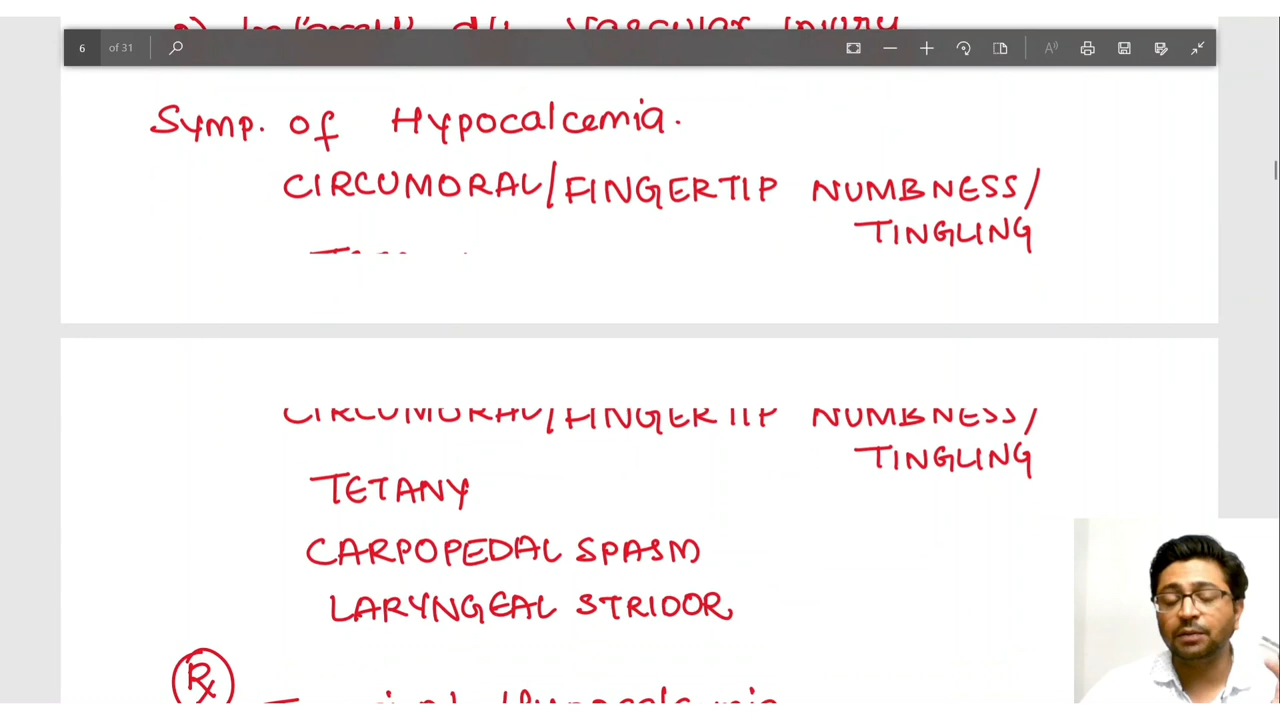 6 of 31
Symp. of Hypocalcemia.
CIRCUMORAL/FINGERTIP NUMBNESS/
TINGLING
CIRCUMORAL/FINGERTIP NUMBNESS/
TINGLING
TETANY
CARPOPEDAL SPASM
LARYNGEAL STRIDOR
Rx
Hypocalcemia